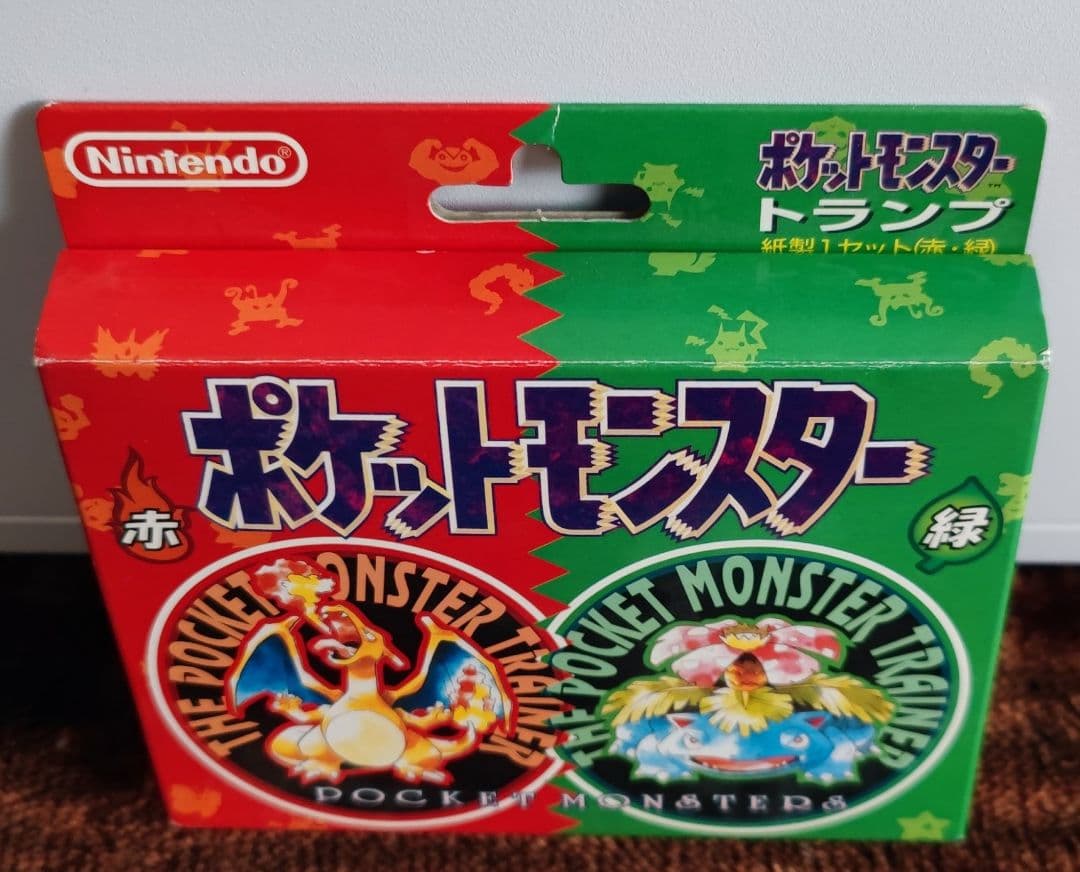 Nintendo®
ポケットモンスター™
トランプ
紙製1セット(赤・緑)
ポケットモンスター
赤
緑
THE POCKET MONSTER TRAINER
THE POCKET MONSTER TRAINER
POCKET MONSTERS